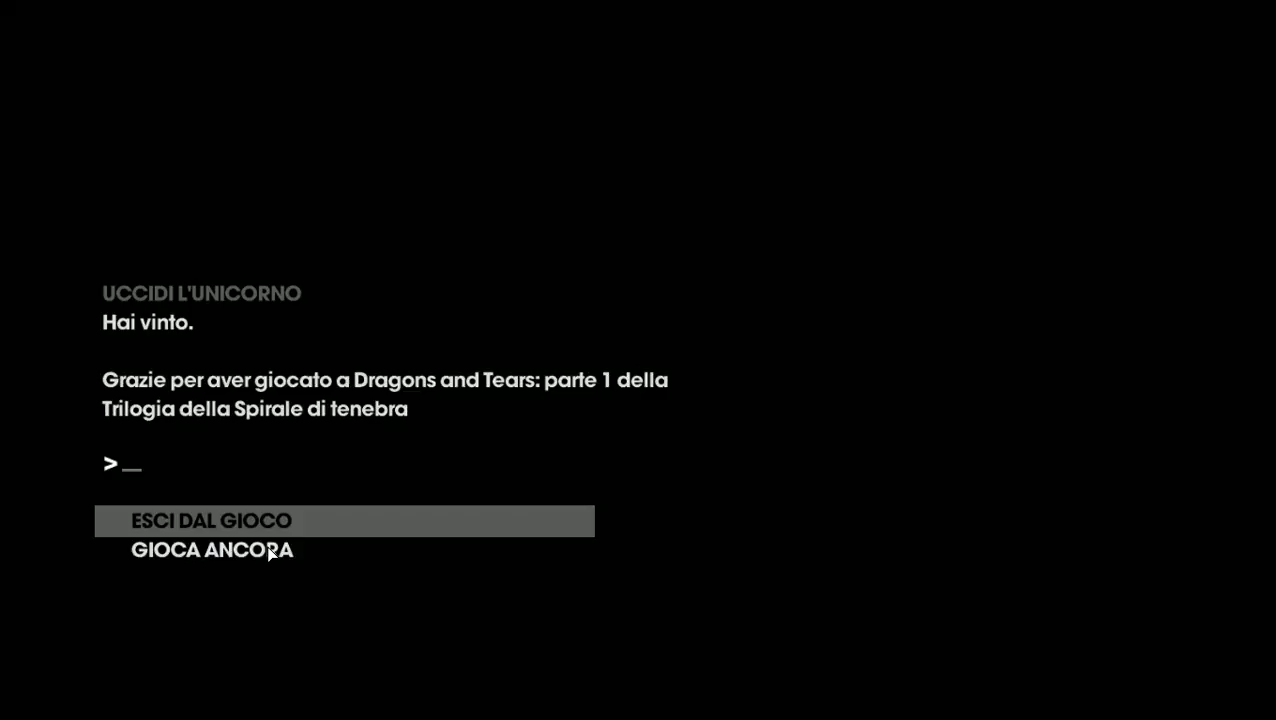 UCCIDI L'UNICORNO
Hai vinto.
Grazie per aver giocato a Dragons and Tears: parte 1 della
Trilogia della Spirale di tenebra
>_
ESCI DAL GIOCO
GIOCA ANCORA